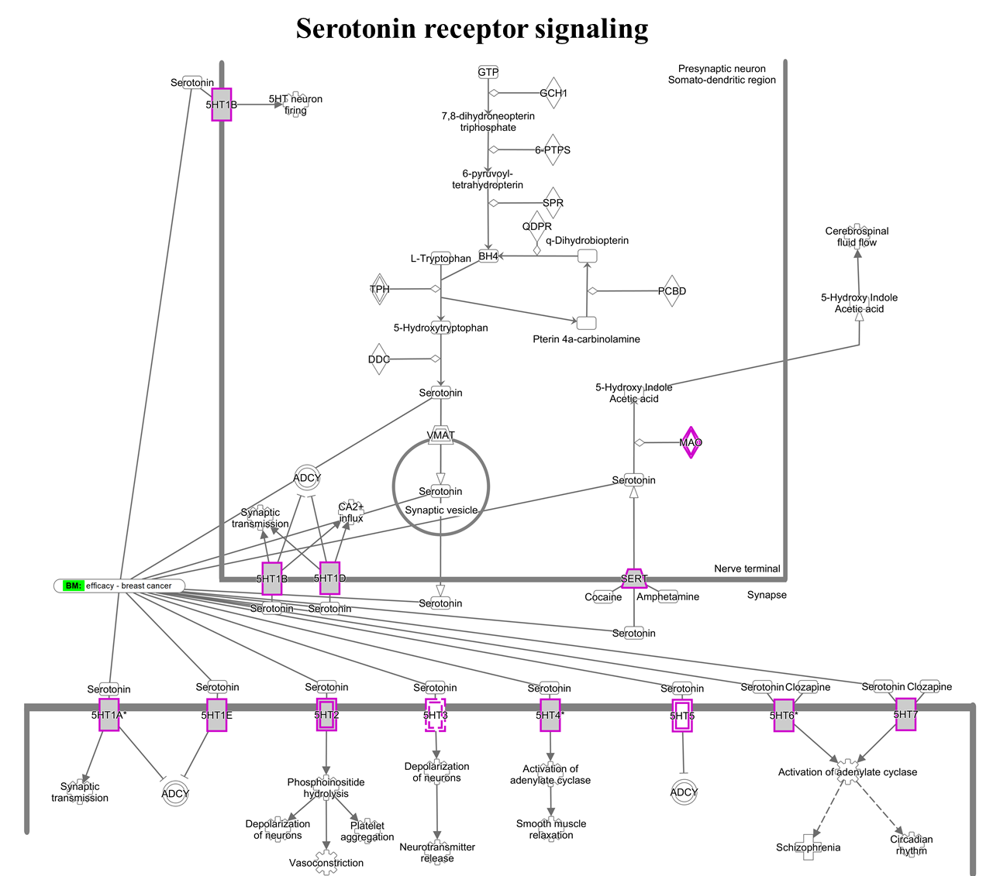 Serotonin receptor signaling
Presynaptic neuron
Somato-dendritic region
Serotonin
5HT1B
5HT neuron
firing
GTP
GCH1
7,8-dihydroneopterin
triphosphate
6-PTPS
6-pyruvoyl-
tetrahydropterin
SPR
QDPR
q-Dihydrobiopterin
L-Tryptophan
BH4
TPH
PCBD
5-Hydroxytryptophan
Pterin 4a-carbinolamine
DDC
Serotonin
Cerebrospinal
fluid flow
5-Hydroxy Indole
Acetic acid
5-Hydroxy Indole
Acetic acid
VMAT
MAO
ADCY
Serotonin
Serotonin
Synaptic vesicle
Synaptic
transmission
CA2+
influx
5HT1B
5HT1D
SERT
Nerve terminal
BM: efficacy - breast cancer
Synapse
Cocaine
Amphetamine
Serotonin
Serotonin
Serotonin
Serotonin
Serotonin
Serotonin
Serotonin
Serotonin
Serotonin
Serotonin
Serotonin Clozapine
Serotonin Clozapine
5HT1A*
5HT1E
5HT2
5HT3
5HT4*
5HT5
5HT6*
5HT7
Synaptic
transmission
ADCY
Phosphoinositide
hydrolysis
Depolarization
of neurons
Activation of
adenylate cyclase
ADCY
Activation of adenylate cyclase
Depolarization
of neurons
Platelet
aggregation
Vasoconstriction
Neurotransmitter
release
Smooth muscle
relaxation
Schizophrenia
Circadian
rhythm